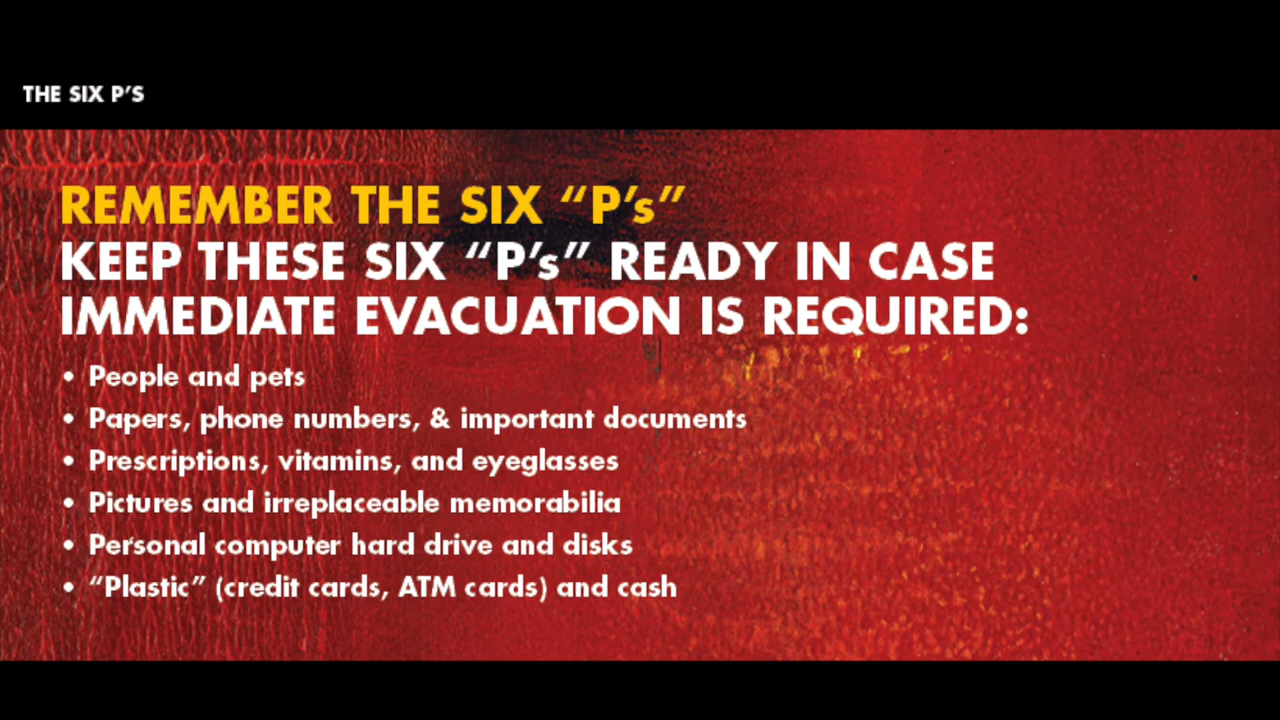 THE SIX P’S
REMEMBER THE SIX “P’s”
KEEP THESE SIX “P’s” READY IN CASE
IMMEDIATE EVACUATION IS REQUIRED:
• People and pets
• Papers, phone numbers, & important documents
• Prescriptions, vitamins, and eyeglasses
• Pictures and irreplaceable memorabilia
• Personal computer hard drive and disks
• “Plastic” (credit cards, ATM cards) and cash